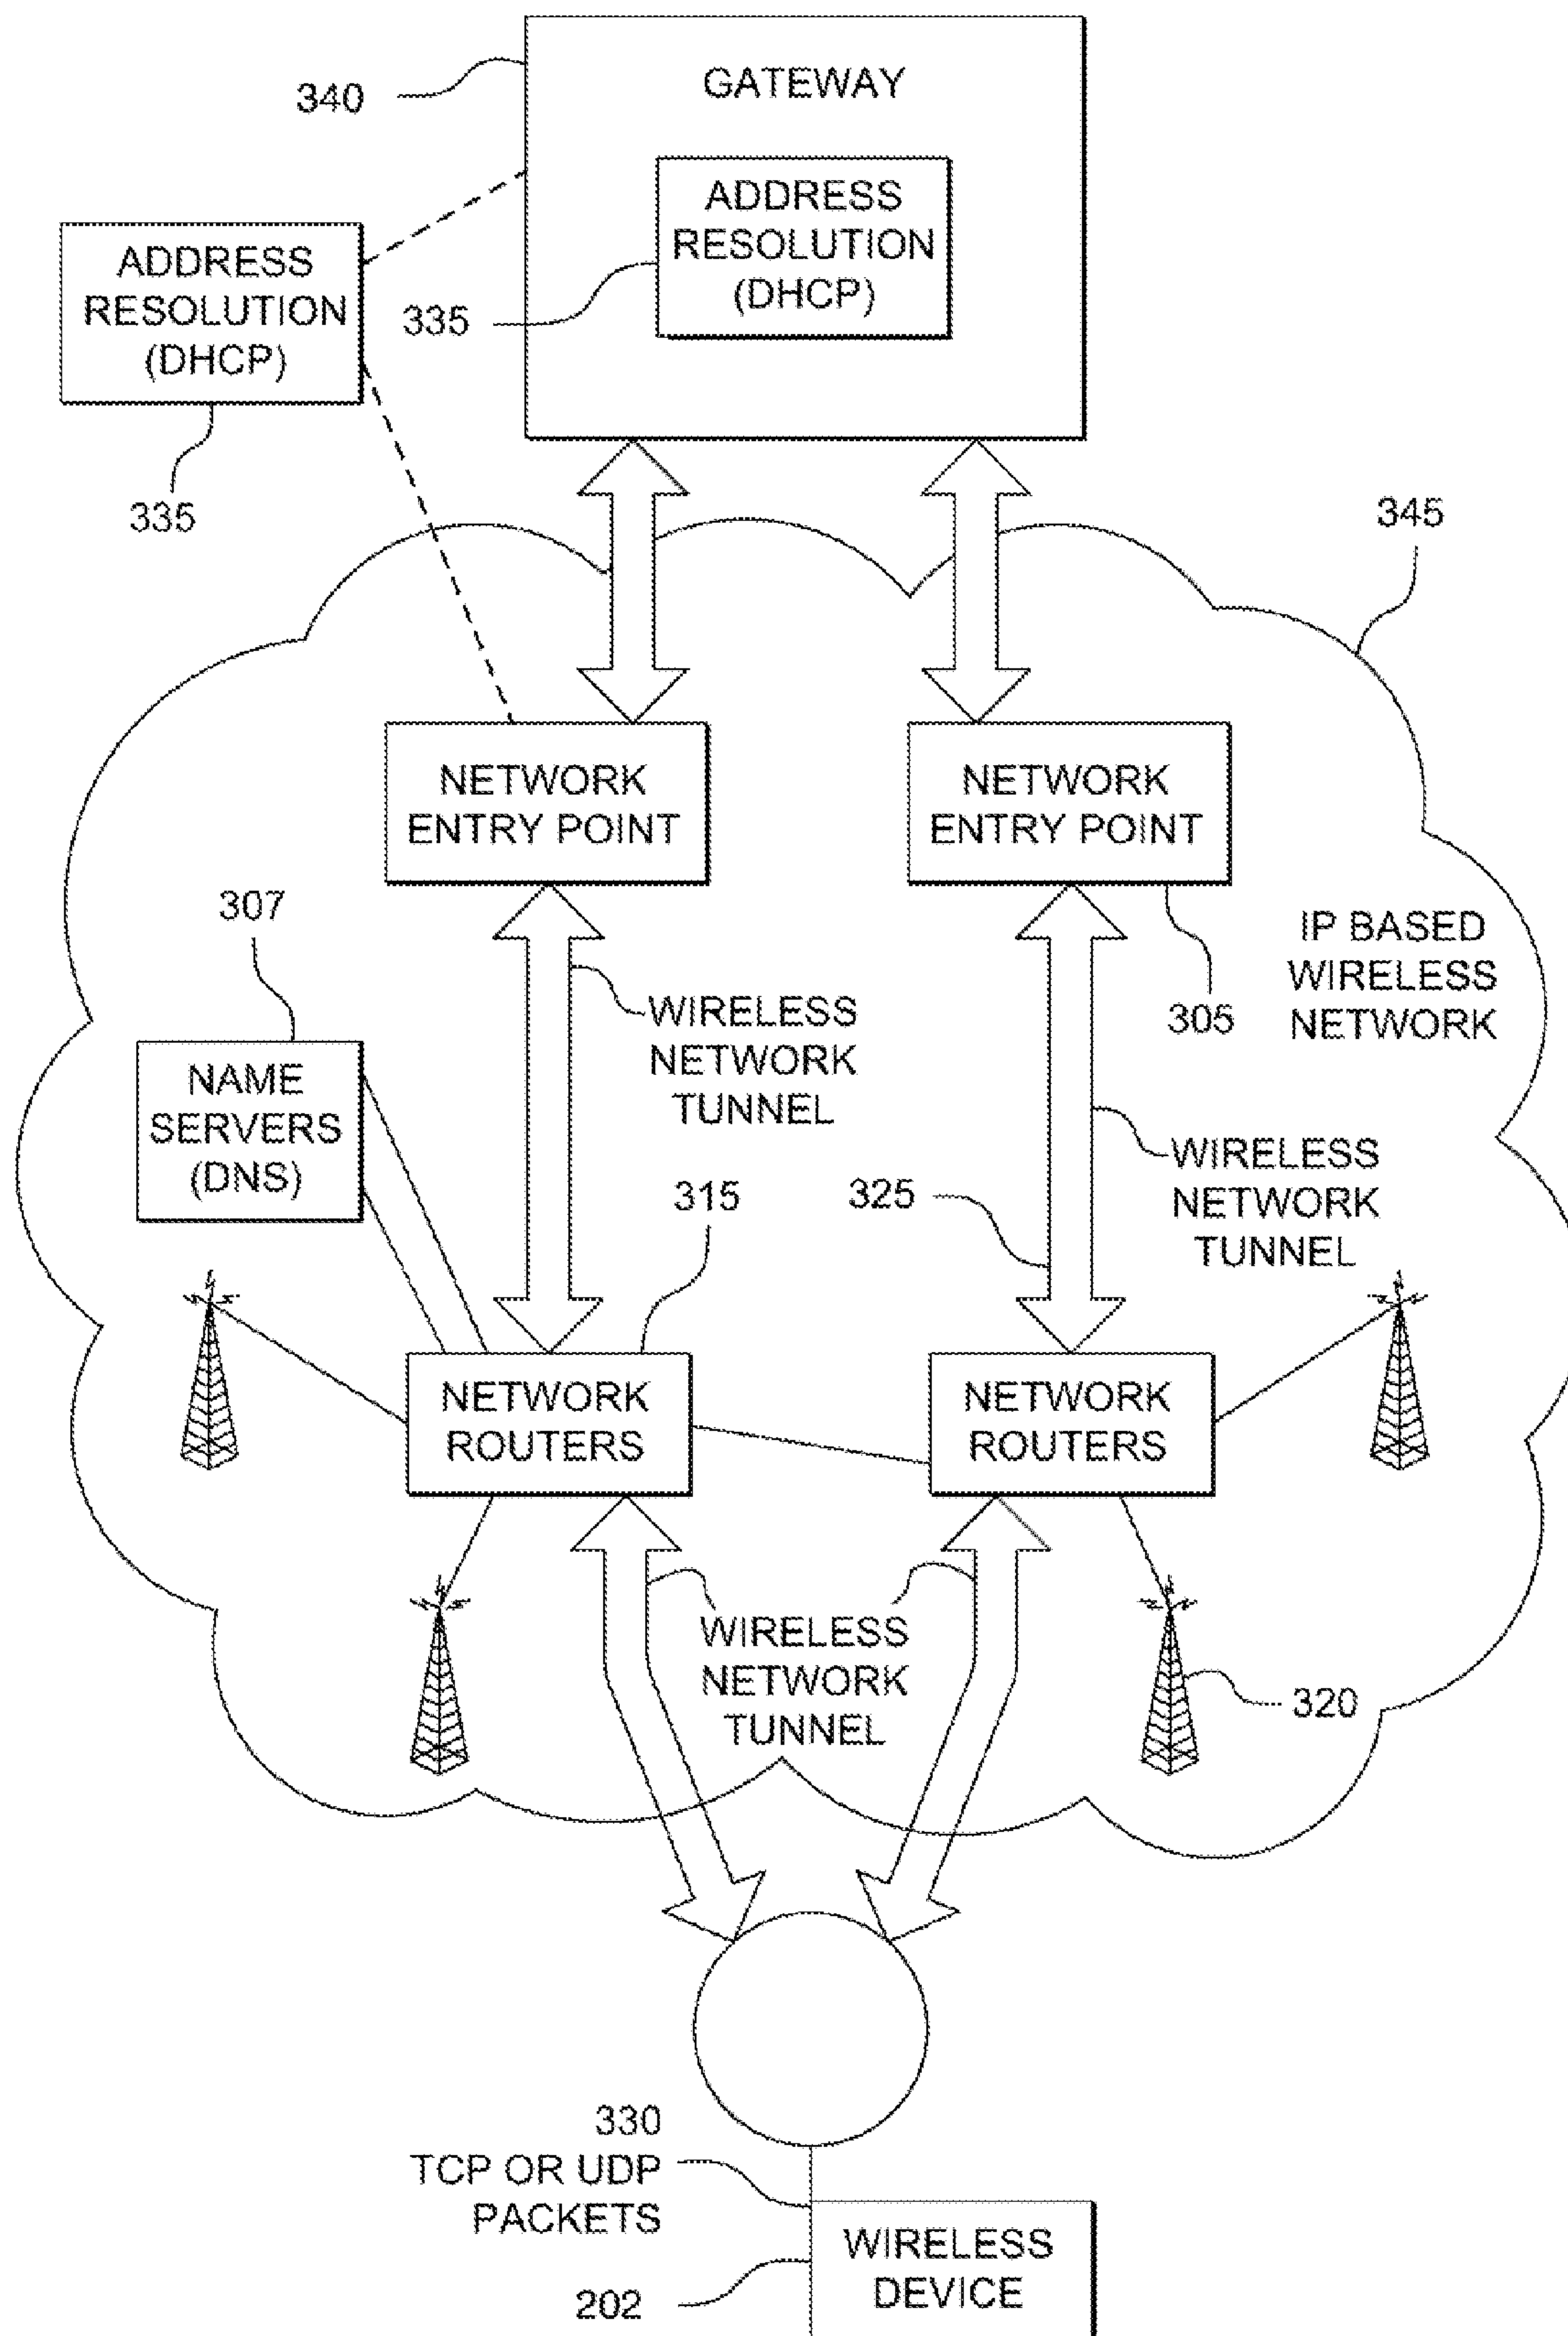 GATEWAY
340
ADDRESS
RESOLUTION
(DHCP)
335
ADDRESS
RESOLUTION
(DHCP)
335
345
NETWORK
ENTRY POINT
NETWORK
ENTRY POINT
307
305
IP BASED
WIRELESS
NETWORK
WIRELESS
NETWORK
TUNNEL
NAME
SERVERS
(DNS)
WIRELESS
NETWORK
TUNNEL
315
325
NETWORK
ROUTERS
NETWORK
ROUTERS
WIRELESS
NETWORK
TUNNEL
320
330
TCP OR UDP
PACKETS
WIRELESS
DEVICE
202